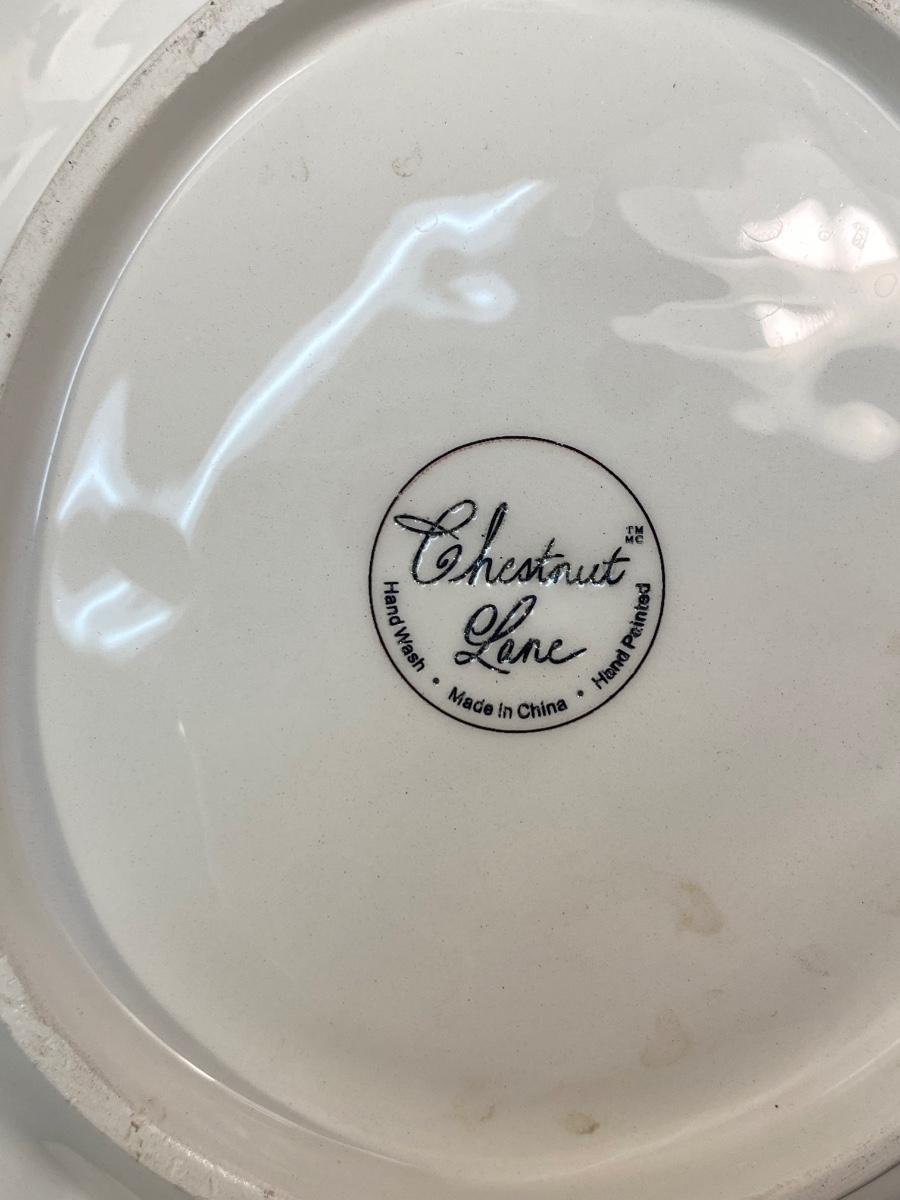 Chestnut
Lane
TM
MC
Hand Wash • Made in China • Hand Painted